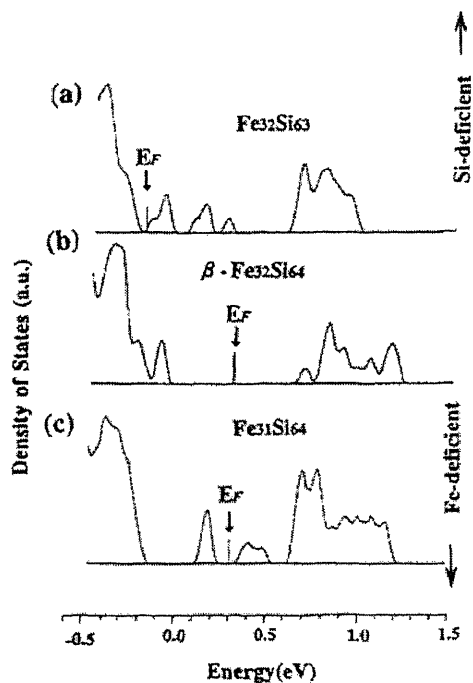 (a)
Fe32Si63
EF
Si-deficient
(b)
β - Fe32Si64
EF
Density of States (a.u.)
(c)
Fe31Si64
EF
Fe-deficient
-0.5 0.0 0.5 1.0 1.5
Energy(eV)